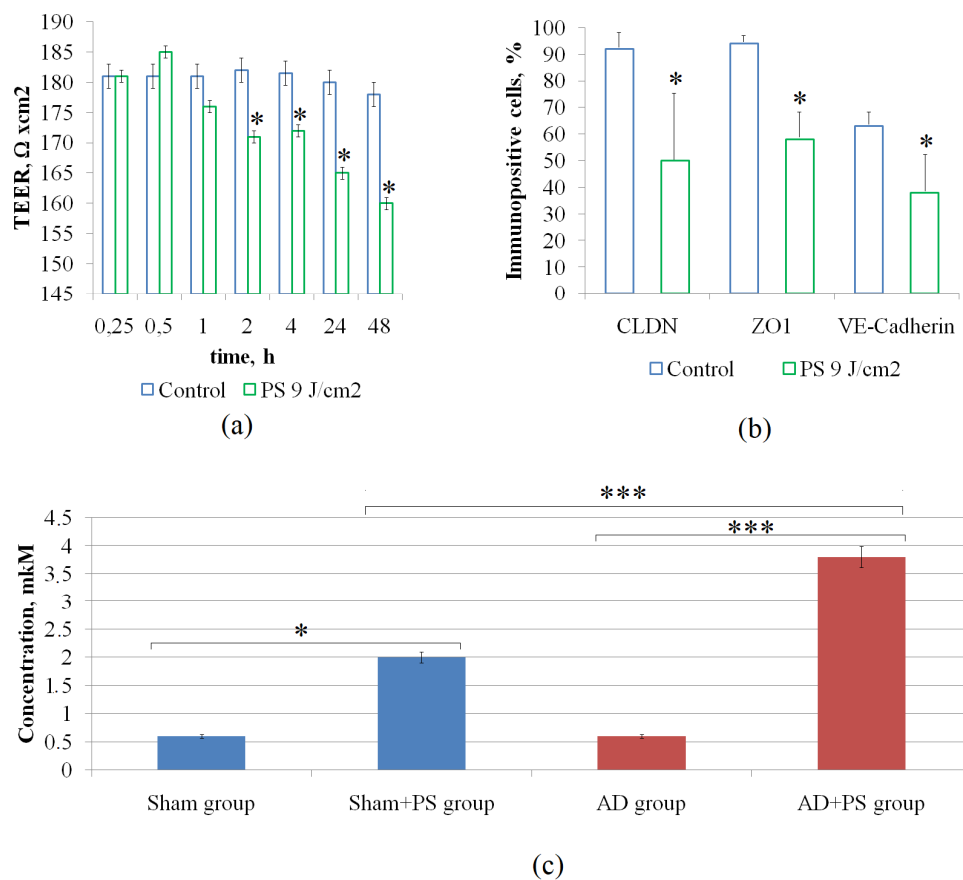 190
185
180
175
170
165
160
155
150
145
TEER, Ω xcm2
* * * *
0,25 0,5 1 2 4 24 48
time, h
Control PS 9 J/cm2
(a)
100
90
80
70
60
50
40
30
20
10
0
Immunopositive cells, %
* * *
CLDN ZO1 VE-Cadherin
Control PS 9 J/cm2
(b)
***
***
*
4.5
4
3.5
3
2.5
2
1.5
1
0.5
0
Concentration, mkM
Sham group Sham+PS group AD group AD+PS group
(c)